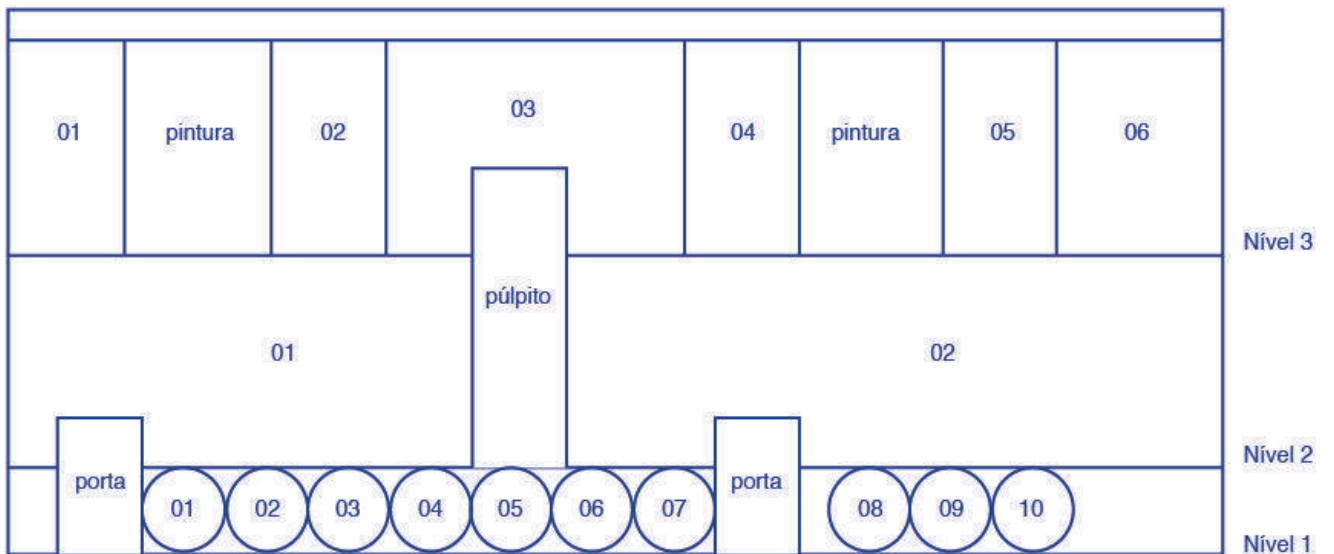 03
01 pintura 02 04 pintura 05 06
Nível 3
púlpito
01 02
Nível 2
porta 01 02 03 04 05 06 07 porta 08 09 10
Nível 1